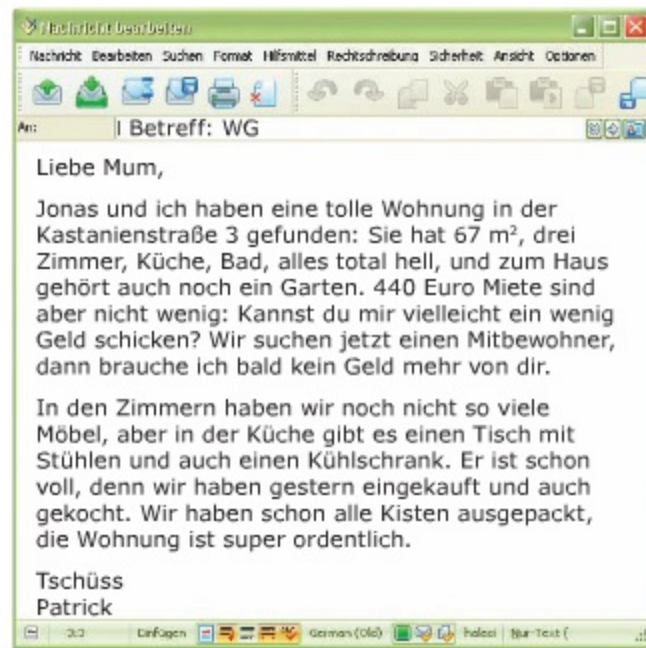 Nachricht bearbeiten
Nachricht Bearbeiten Suchen Format Hilfsmittel Rechtschreibung Sicherheit Ansicht Optionen
An: Betreff: WG
Liebe Mum,
Jonas und ich haben eine tolle Wohnung in der
Kastanienstraße 3 gefunden: Sie hat 67 m², drei
Zimmer, Küche, Bad, alles total hell, und zum Haus
gehört auch noch ein Garten. 440 Euro Miete sind
aber nicht wenig: Kannst du mir vielleicht ein wenig
Geld schicken? Wir suchen jetzt einen Mitbewohner,
dann brauche ich bald kein Geld mehr von dir.
In den Zimmern haben wir noch nicht so viele
Möbel, aber in der Küche gibt es einen Tisch mit
Stühlen und auch einen Kühlschrank. Er ist schon
voll, denn wir haben gestern eingekauft und auch
gekocht. Wir haben schon alle Kisten ausgepackt,
die Wohnung ist super ordentlich.
Tschüss
Patrick
Einfügen German (Old) Nur-Text (